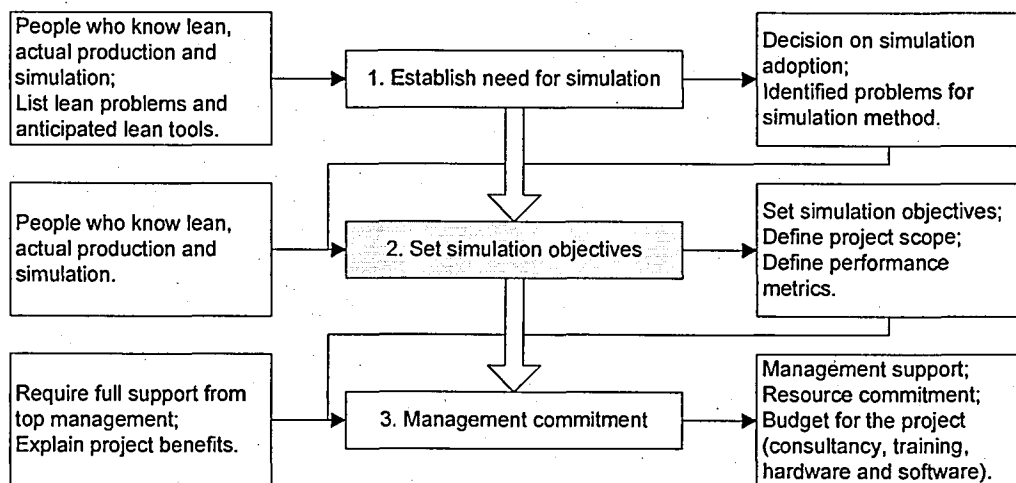 People who know lean,
actual production and
simulation;
List lean problems and
anticipated lean tools.
1. Establish need for simulation
Decision on simulation
adoption;
Identified problems for
simulation method.
People who know lean,
actual production and
simulation.
2. Set simulation objectives
Set simulation objectives;
Define project scope;
Define performance
metrics.
Require full support from
top management;
Explain project benefits.
3. Management commitment
Management support;
Resource commitment;
Budget for the project
(consultancy, training,
hardware and software).